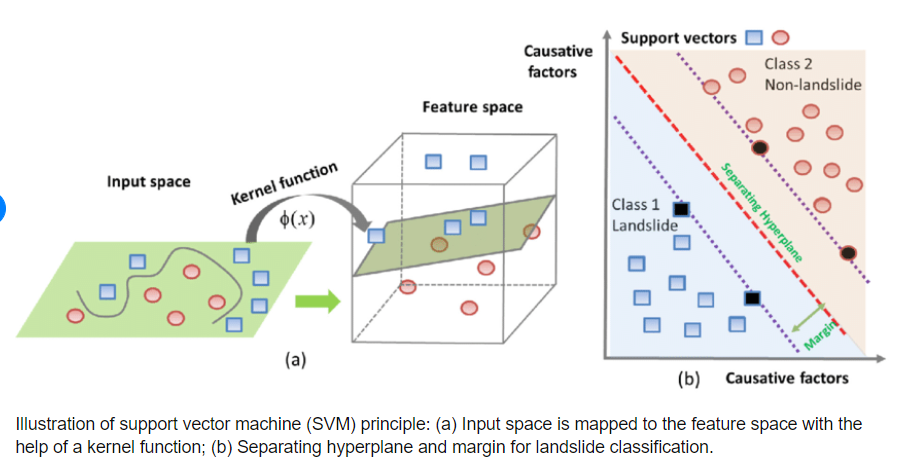 Input space
Kernel function
ϕ(x)
Feature space
(a)
Causative
factors
Support vectors
Class 2
Non-landslide
Separating Hyperplane
Class 1
Landslide
Margin
(b)
Causative factors
Illustration of support vector machine (SVM) principle: (a) Input space is mapped to the feature space with the
help of a kernel function; (b) Separating hyperplane and margin for landslide classification.